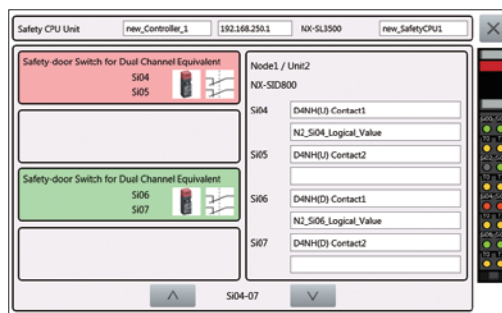 Safety CPU Unit
new_Controller_1
192.168.250.1
NX-SL3500
new_SafetyCPU1
Safety-door Switch for Dual Channel Equivalent
Si04
Si05
Safety-door Switch for Dual Channel Equivalent
Si06
Si07
Node1 / Unit2
NX-SID800
Si04 D4NH(U) Contact1
N2_Si04_Logical_Value
Si05 D4NH(U) Contact2
Si06 D4NH(D) Contact1
N2_Si06_Logical_Value
Si07 D4NH(D) Contact2
Si04-07